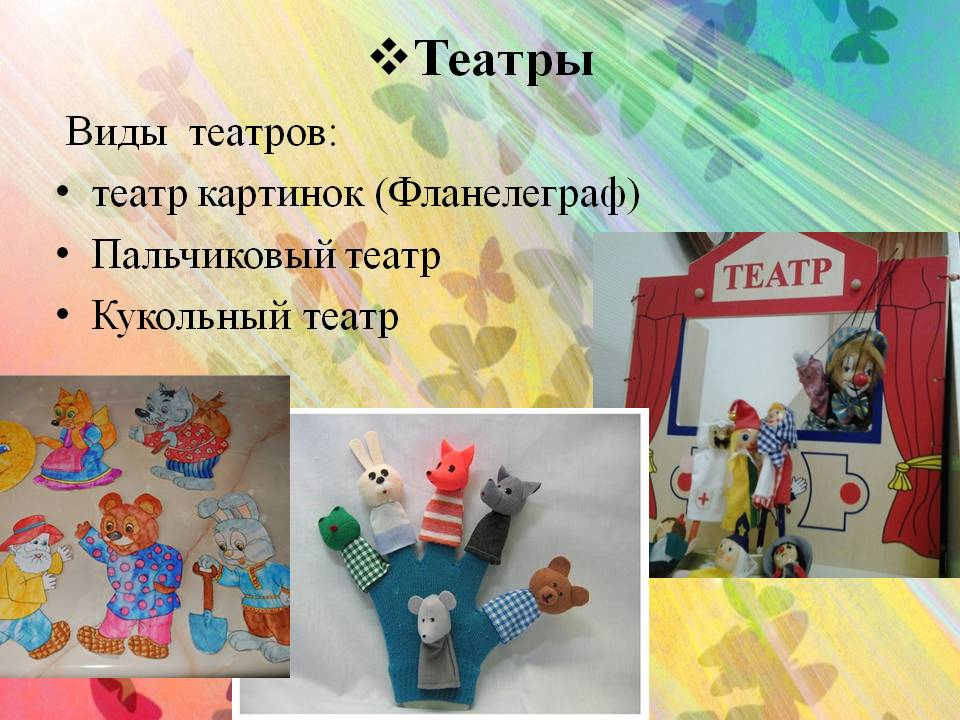 ❖Театры
Виды театров:
• театр картинок (Фланелеграф)
• Пальчиковый театр
• Кукольный театр
ТЕАТР